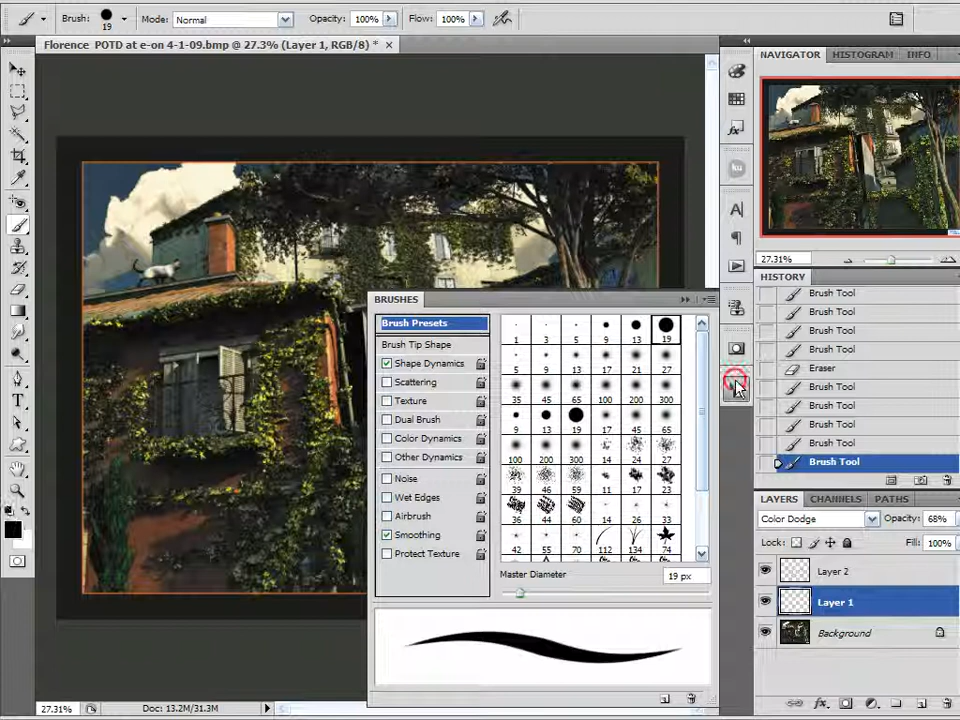 Brush: 19 Mode: Normal Opacity: 100% Flow: 100%
Florence POTD at e-on 4-1-09.bmp @ 27.3% (Layer 1, RGB/8) *
NAVIGATOR HISTOGRAM INFO
27.31%
HISTORY
Brush Tool
Brush Tool
Brush Tool
Brush Tool
Eraser
Brush Tool
Brush Tool
Brush Tool
Brush Tool
Brush Tool
LAYERS CHANNELS PATHS
Color Dodge Opacity: 68%
Lock: Fill: 100%
Layer 2
Layer 1
Background
BRUSHES
Brush Presets
Brush Tip Shape
Shape Dynamics
Scattering
Texture
Dual Brush
Color Dynamics
Other Dynamics
Noise
Wet Edges
Airbrush
Smoothing
Protect Texture
1 3 5 9 13 19
5 9 13 17 21 27
35 45 65 100 200 300
9 13 19 17 45 65
100 200 300 14 24 27
39 46 59 11 17 23
36 44 60 14 26 33
42 55 70 112 134 74
Master Diameter 19 px
27.31% Doc: 13.2M/31.3M